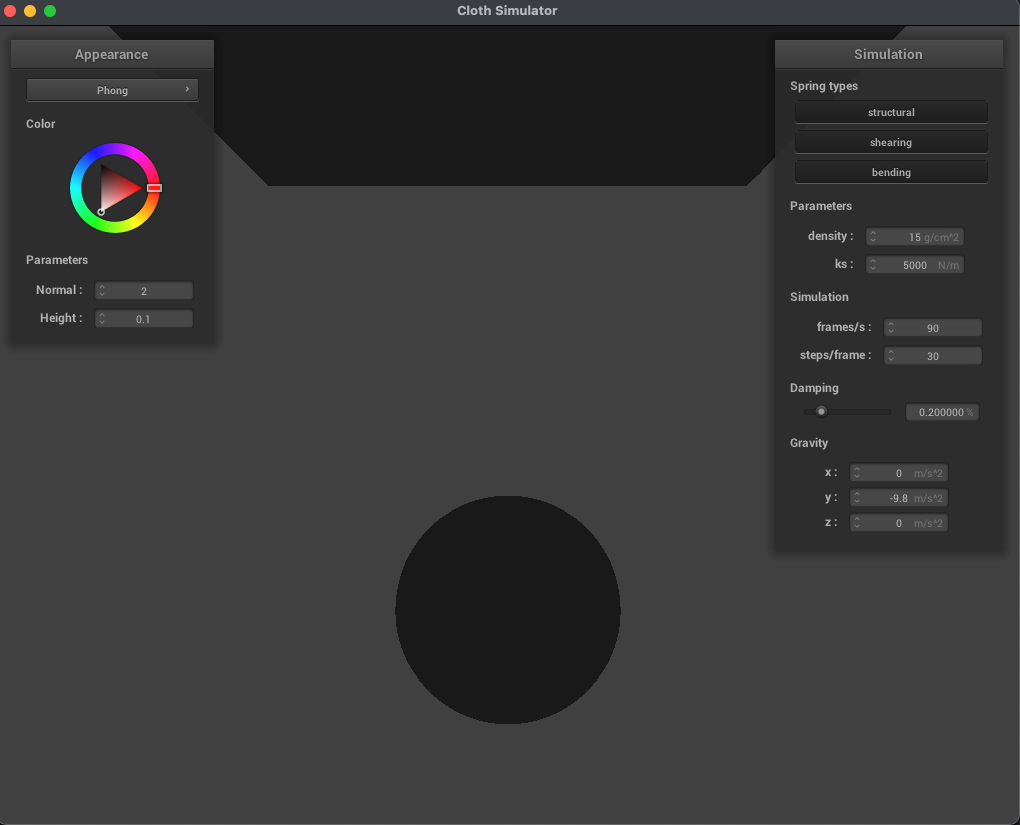 Cloth Simulator
Appearance
Phong
Color
Parameters
Normal : 2
Height : 0.1
Simulation
Spring types
structural
shearing
bending
Parameters
density : 15 g/cm^2
ks : 5000 N/m
Simulation
frames/s : 90
steps/frame : 30
Damping
0.200000 %
Gravity
x : 0 m/s^2
y : -9.8 m/s^2
z : 0 m/s^2